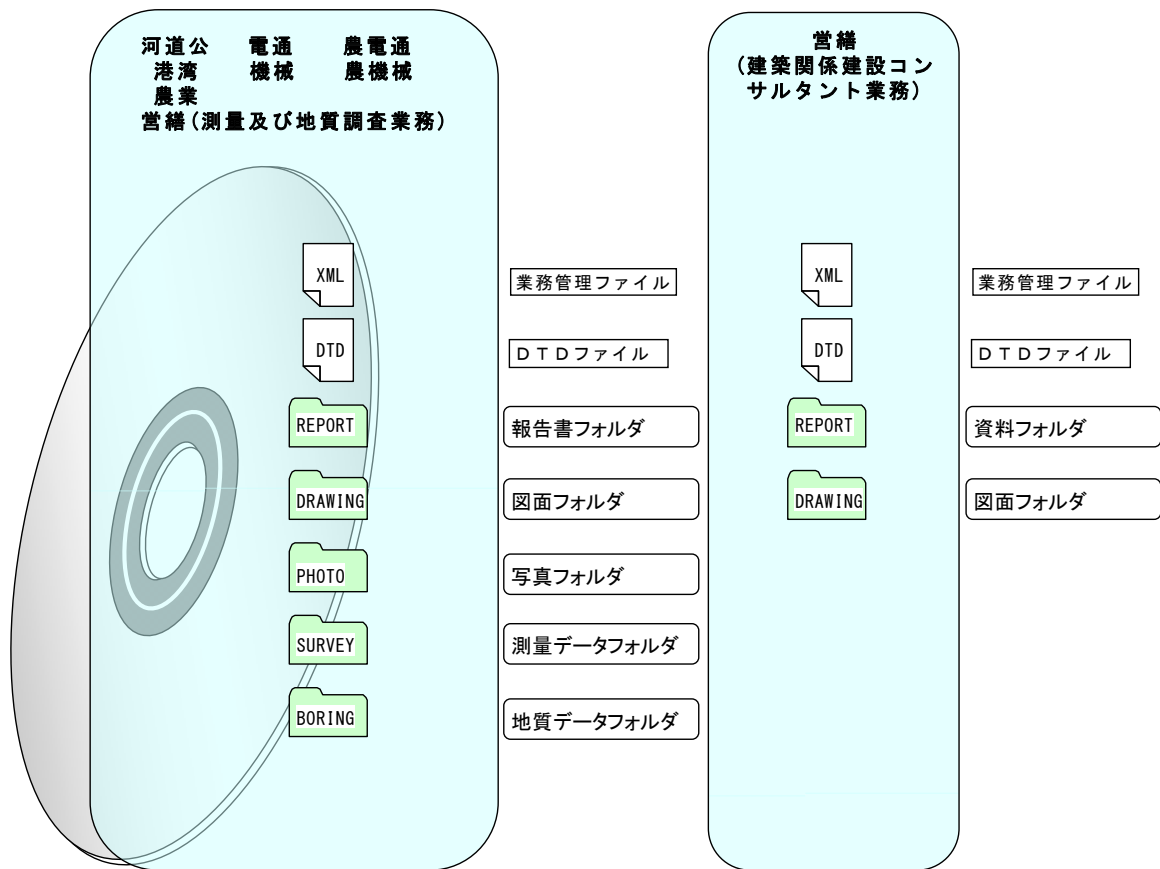 河道公 電通 農電通
港湾 機械 農機械
農業
営繕(測量及び地質調査業務)
XML 業務管理ファイル
DTD DTDファイル
REPORT 報告書フォルダ
DRAWING 図面フォルダ
PHOTO 写真フォルダ
SURVEY 測量データフォルダ
BORING 地質データフォルダ
営繕
(建築関係建設コン
サルタント業務)
XML 業務管理ファイル
DTD DTDファイル
REPORT 資料フォルダ
DRAWING 図面フォルダ